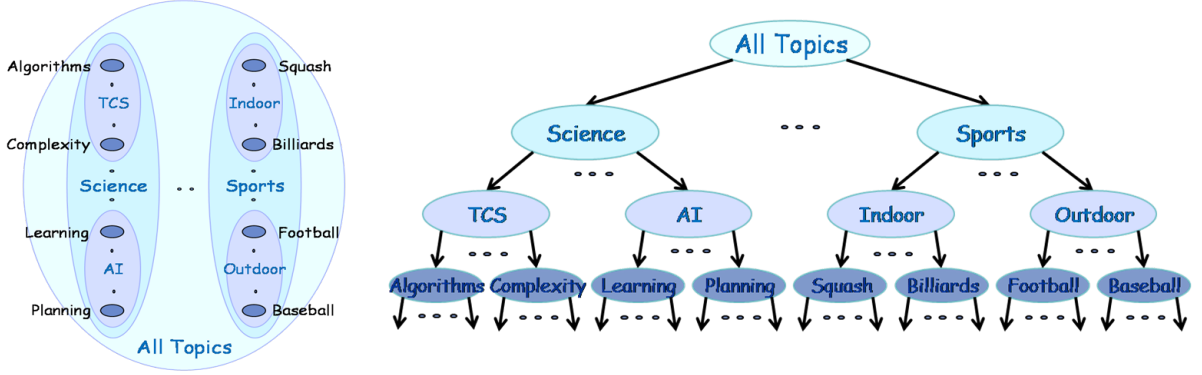 Algorithms
Squash
TCS
Indoor
Complexity
Billiards
Science
Sports
Learning
Football
AI
Outdoor
Planning
Baseball
All Topics
All Topics
Science
Sports
TCS
AI
Indoor
Outdoor
Algorithms
Complexity
Learning
Planning
Squash
Billiards
Football
Baseball